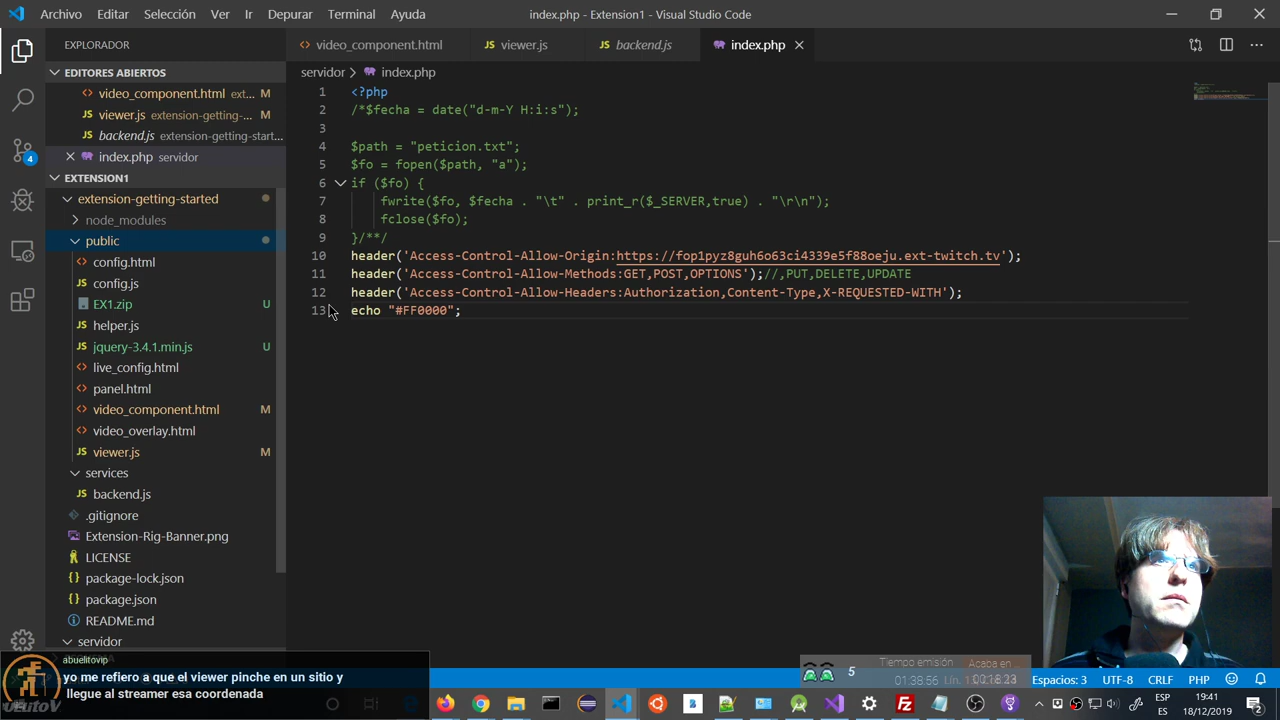 Archivo Editar Selección Ver Ir Depurar Terminal Ayuda
index.php - Extension1 - Visual Studio Code
EXPLORADOR
EDITORES ABIERTOS
video_component.html ext... M
viewer.js extension-getting-... M
backend.js extension-getting-start...
index.php servidor
EXTENSION1
extension-getting-started
node_modules
public
config.html
config.js
EX1.zip U
helper.js
jquery-3.4.1.min.js U
live_config.html
panel.html
video_component.html M
video_overlay.html
viewer.js M
services
backend.js
.gitignore
Extension-Rig-Banner.png
LICENSE
package-lock.json
package.json
README.md
servidor
4
video_component.html viewer.js backend.js index.php
servidor > index.php
1 <?php
2 /*$fecha = date("d-m-Y H:i:s");
3
4 $path = "peticion.txt";
5 $fo = fopen($path, "a");
6 if ($fo) {
7 fwrite($fo, $fecha . "\t" . print_r($_SERVER,true) . "\r\n");
8 fclose($fo);
9 }/**/
10 header('Access-Control-Allow-Origin:https://fop1pyz8guh6o63ci4339e5f88oeju.ext-twitch.tv');
11 header('Access-Control-Allow-Methods:GET,POST,OPTIONS');//,PUT,DELETE,UPDATE
12 header('Access-Control-Allow-Headers:Authorization,Content-Type,X-REQUESTED-WITH');
13 echo "#FF0000";
abuelitovip
yo me refiero a que el viewer pinche en un sitio y
llegue al streamer esa coordenada
5
Tiempo emisión
01:38:56
Acaba en
00:18:23
Espacios: 3 UTF-8 CRLF PHP
ESP
ES
19:41
18/12/2019
2